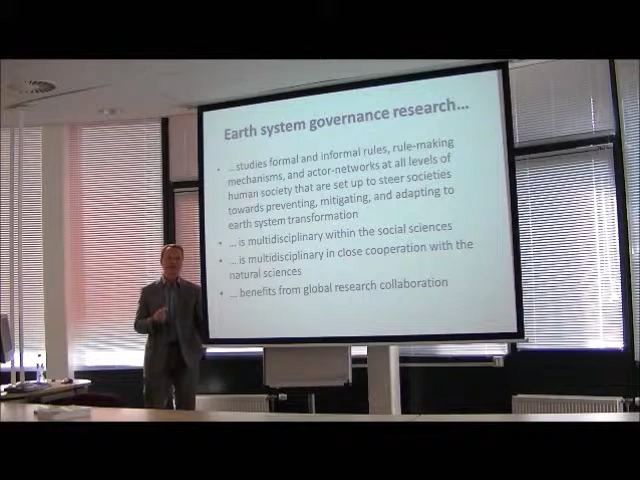 Earth system governance research...
• ...studies formal and informal rules, rule-making
mechanisms, and actor-networks at all levels of
human society that are set up to steer societies
towards preventing, mitigating, and adapting to
earth system transformation
• ... is multidisciplinary within the social sciences
• ... is multidisciplinary in close cooperation with the
natural sciences
• ... benefits from global research collaboration